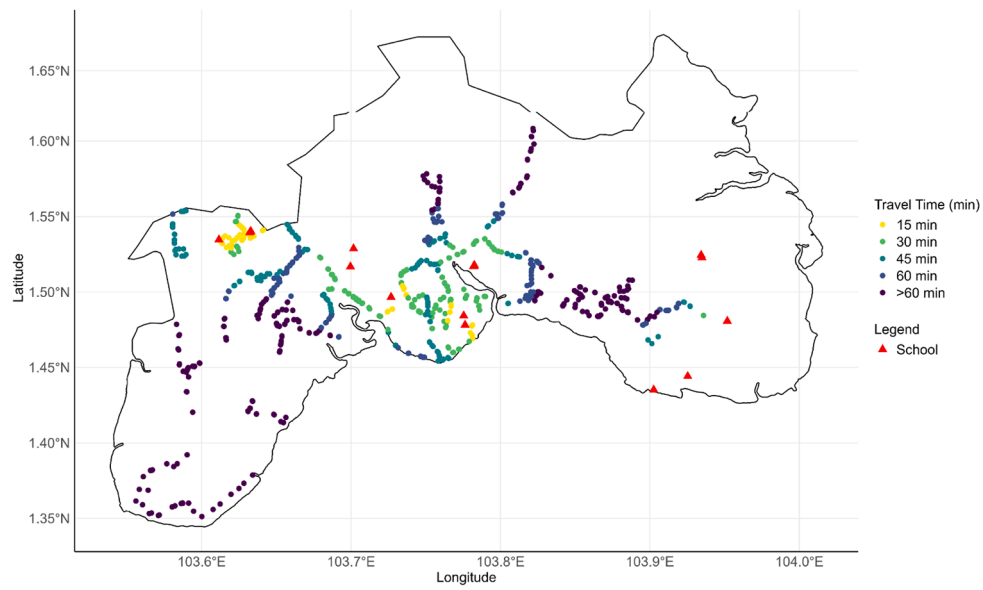 1.65°N
1.60°N
1.55°N
1.50°N
1.45°N
1.40°N
1.35°N
Latitude
103.6°E 103.7°E 103.8°E 103.9°E 104.0°E
Longitude
Travel Time (min)
15 min
30 min
45 min
60 min
>60 min
Legend
School